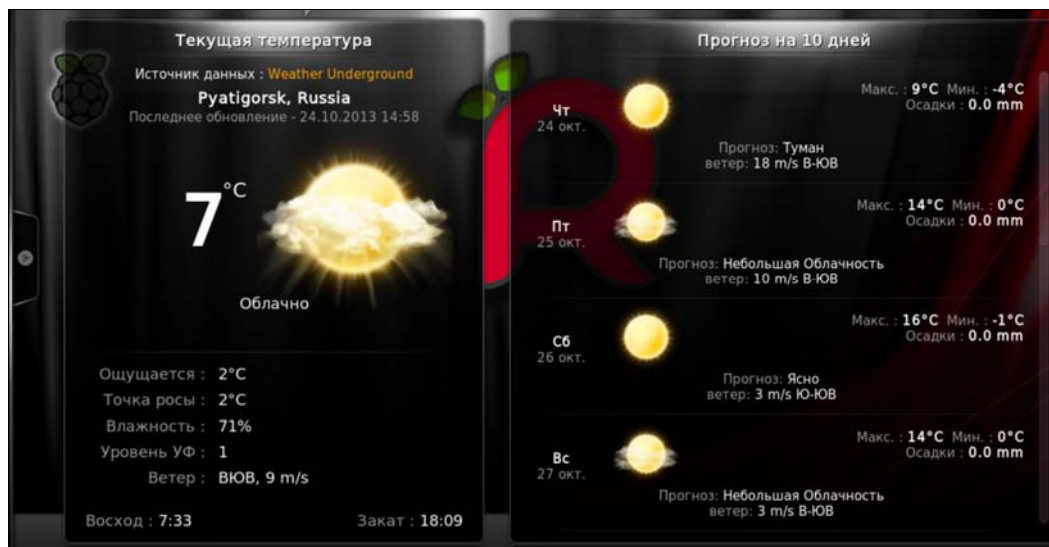 Текущая температура
Источник данных : Weather Underground
Pyatigorsk, Russia
Последнее обновление - 24.10.2013 14:58
7°C
Облачно
Ощущается : 2°C
Точка росы : 2°C
Влажность : 71%
Уровень УФ : 1
Ветер : ВЮВ, 9 m/s
Восход : 7:33 Закат : 18:09
Прогноз на 10 дней
Макс. : 9°C Мин. : -4°C
Осадки : 0.0 mm
Чт
24 окт.
Прогноз: Туман
ветер: 18 m/s В-ЮВ
Макс. : 14°C Мин. : 0°C
Осадки : 0.0 mm
Пт
25 окт.
Прогноз: Небольшая Облачность
ветер: 10 m/s В-ЮВ
Макс. : 16°C Мин. : -1°C
Осадки : 0.0 mm
Сб
26 окт.
Прогноз: Ясно
ветер: 3 m/s Ю-ЮВ
Макс. : 14°C Мин. : 0°C
Осадки : 0.0 mm
Вс
27 окт.
Прогноз: Небольшая Облачность
ветер: 3 m/s В-ЮВ